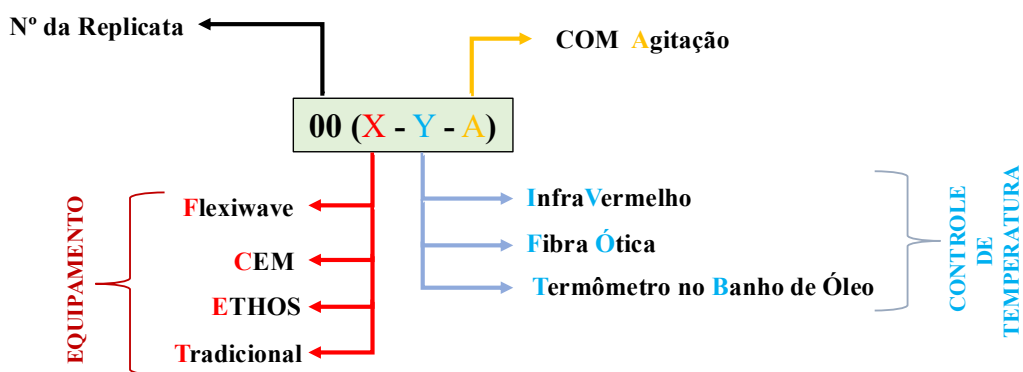 Nº da Replicata
COM Agitação
00 (X - Y - A)
EQUIPAMENTO
Flexiwave
CEM
ETHOS
Tradicional
InfraVermelho
Fibra Ótica
Termômetro no Banho de Óleo
CONTROLE
DE
TEMPERATURA